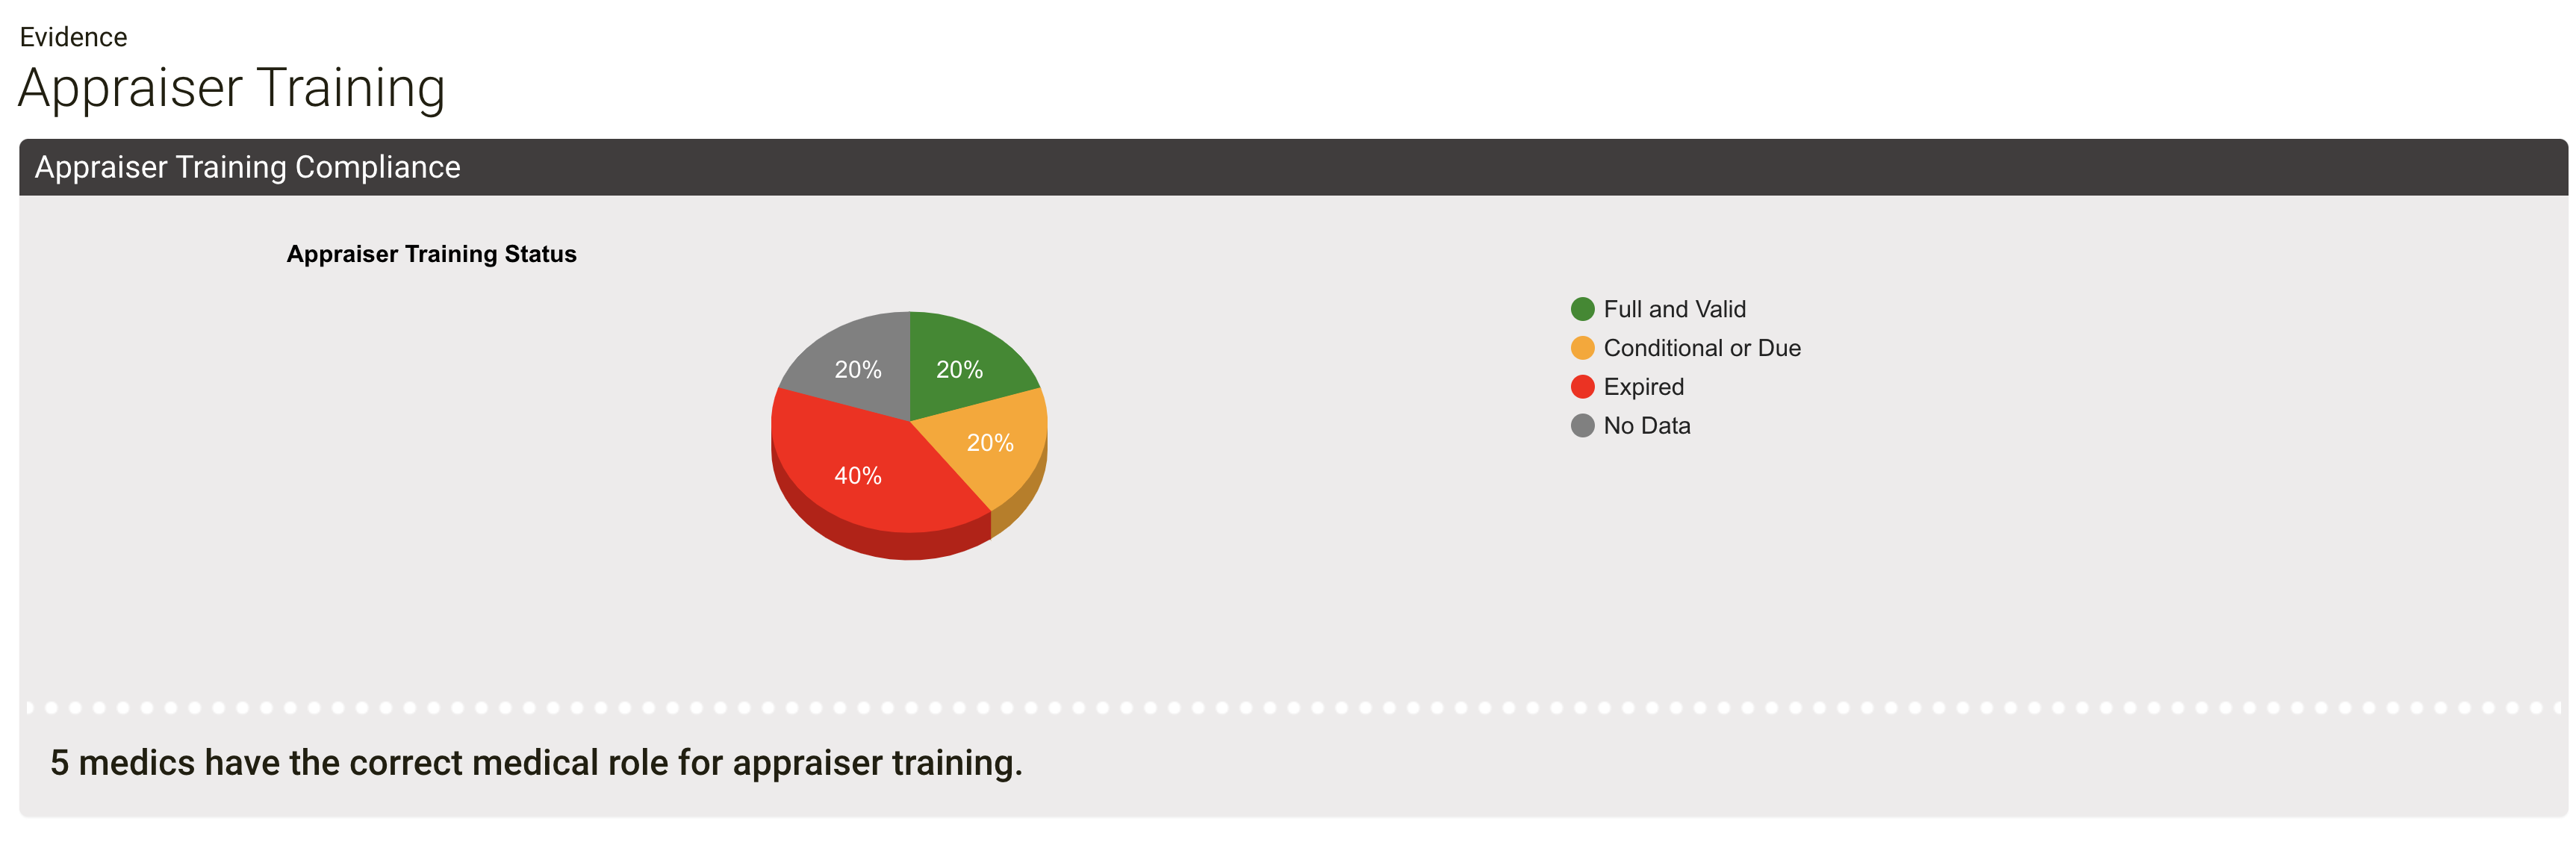 Evidence
Appraiser Training
Appraiser Training Compliance
Appraiser Training Status
20%
20%
20%
40%
Full and Valid
Conditional or Due
Expired
No Data
5 medics have the correct medical role for appraiser training.